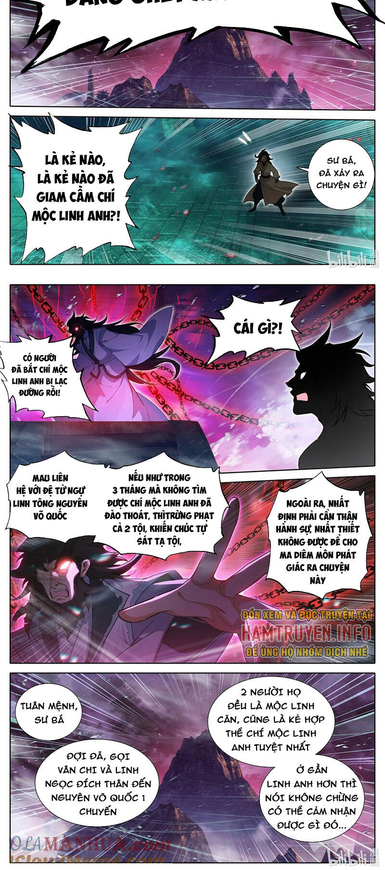 LÀ KẺ NÀO,
LÀ KẺ NÀO ĐÃ
GIAM CẦM CHÍ
MỘC LINH ANH?!
SƯ BÁ,
ĐÃ XẢY RA
CHUYỆN GÌ!
bilibili
CÁI GÌ?!
CÓ NGƯỜI
ĐÃ BẮT CHÍ MỘC
LINH ANH BỊ LẠC
ĐƯỜNG RỒI!
MAU LIÊN
HỆ VỚI ĐỆ TỬ NGỰ
LINH TÔNG NGUYÊN
VÕ QUỐC
NẾU NHƯ TRONG
3 THÁNG MÀ KHÔNG TÌM
ĐƯỢC CHÍ MỘC LINH ANH ĐÃ
ĐÀO THOÁT, THÌTRỪNG PHẠT
CẢ 2 TỘI, KHIẾN CHÚC TỰ
SÁT TẠ TỘI,
NGOÀI RA, NHẤT
ĐỊNH PHẢI CẨN THẬN
HÀNH SỰ, NHẤT THIẾT
KHÔNG ĐƯỢC ĐỂ CHO
MA DIÊM MÔN PHÁT
GIÁC RA CHUYỆN
NÀY
ĐÓN XEM VÀ ĐỌC TRUYỆN TẠI
HAMTRUYEN.INFO
ĐỂ ỦNG HỘ NHÓM DỊCH NHÉ
TUÂN MỆNH,
SƯ BÁ
2 NGƯỜI HỌ
ĐỀU LÀ MỘC LINH
CĂN, CŨNG LÀ KẺ HỢP
THỂ CHÍ MỘC LINH
ANH TUYỆT NHẤT
ĐỢI ĐÃ, GỌI
VÂN CHI VÀ LINH
NGỌC ĐÍCH THÂN ĐẾN
NGUYÊN VÕ QUỐC 1
CHUYẾN
Ở GẦN
LINH ANH HƠN THÌ
NÓI KHÔNG CHỪNG
CÓ THỂ CẢM NHẬN
ĐƯỢC GÌ ĐÓ...
bilibili